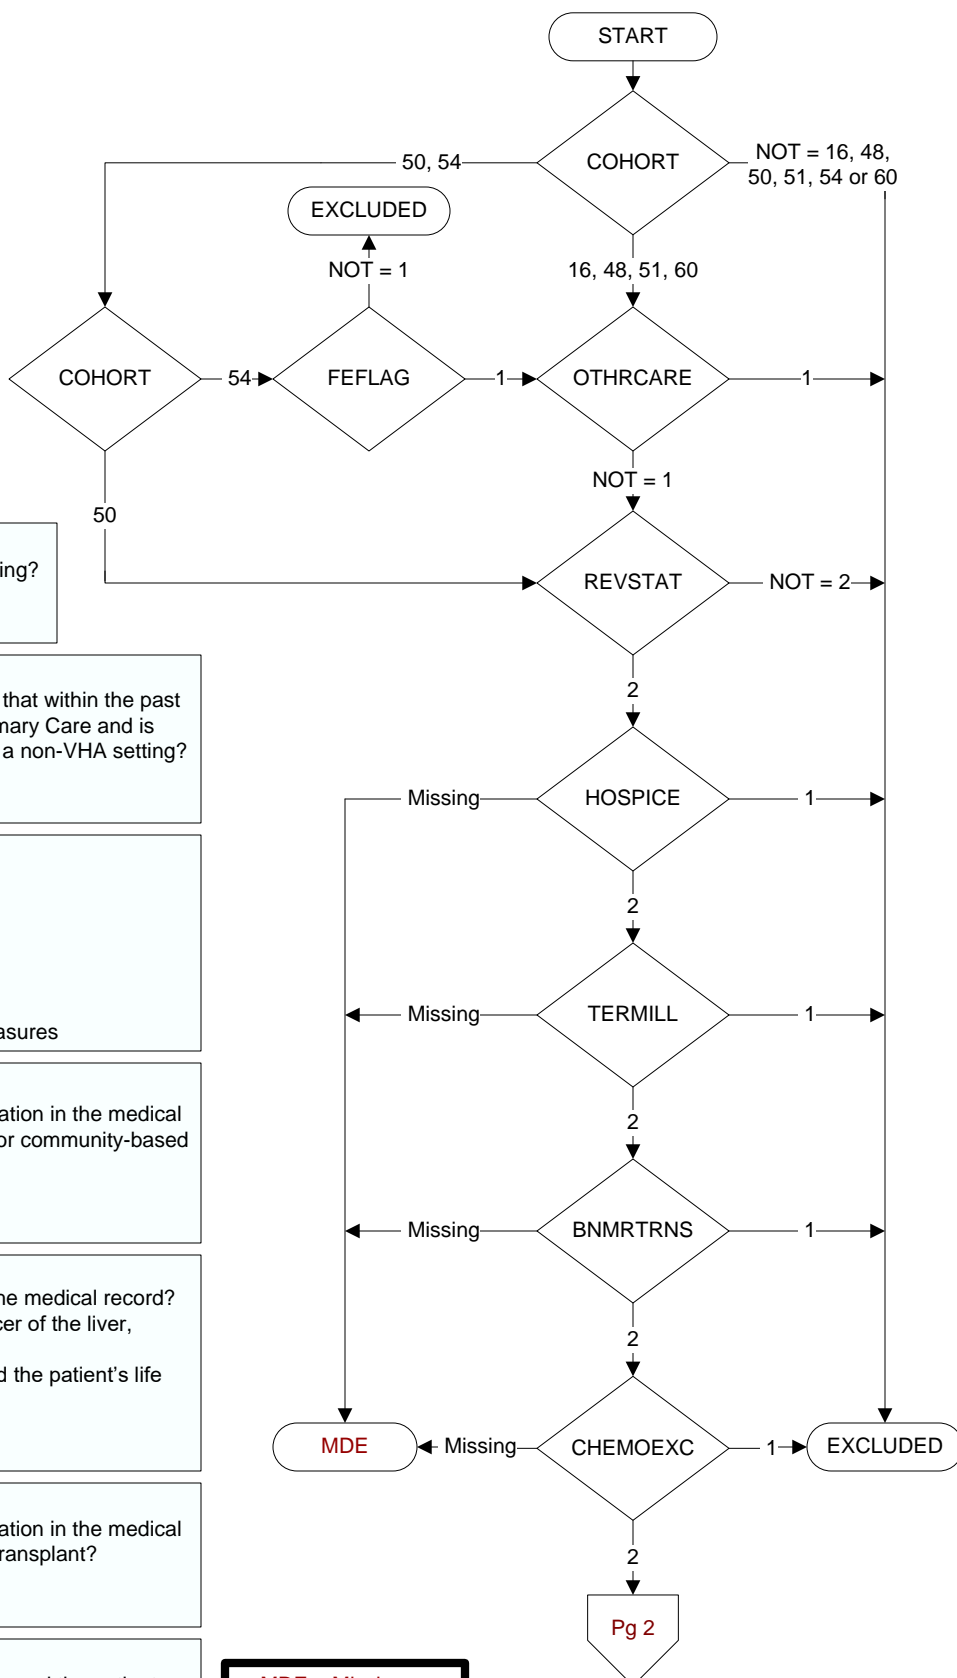 START
COHORT
50, 54
NOT = 16, 48,
50, 51, 54 or 60
EXCLUDED
NOT = 1
16, 48, 51, 60
COHORT
54
FEFLAG
1
OTHRCARE
1
NOT = 1
50
REVSTAT
NOT = 2
2
Missing
HOSPICE
1
2
Missing
TERMILL
1
2
Missing
BNMRTRNS
1
2
MDE
Missing
CHEMOEXC
1
EXCLUDED
2
Pg 2
ing?
that within the past
mary Care and is
a non-VHA setting?
asures
ation in the medical
or community-based
he medical record?
cer of the liver,
d the patient's life
ation in the medical
transplant?